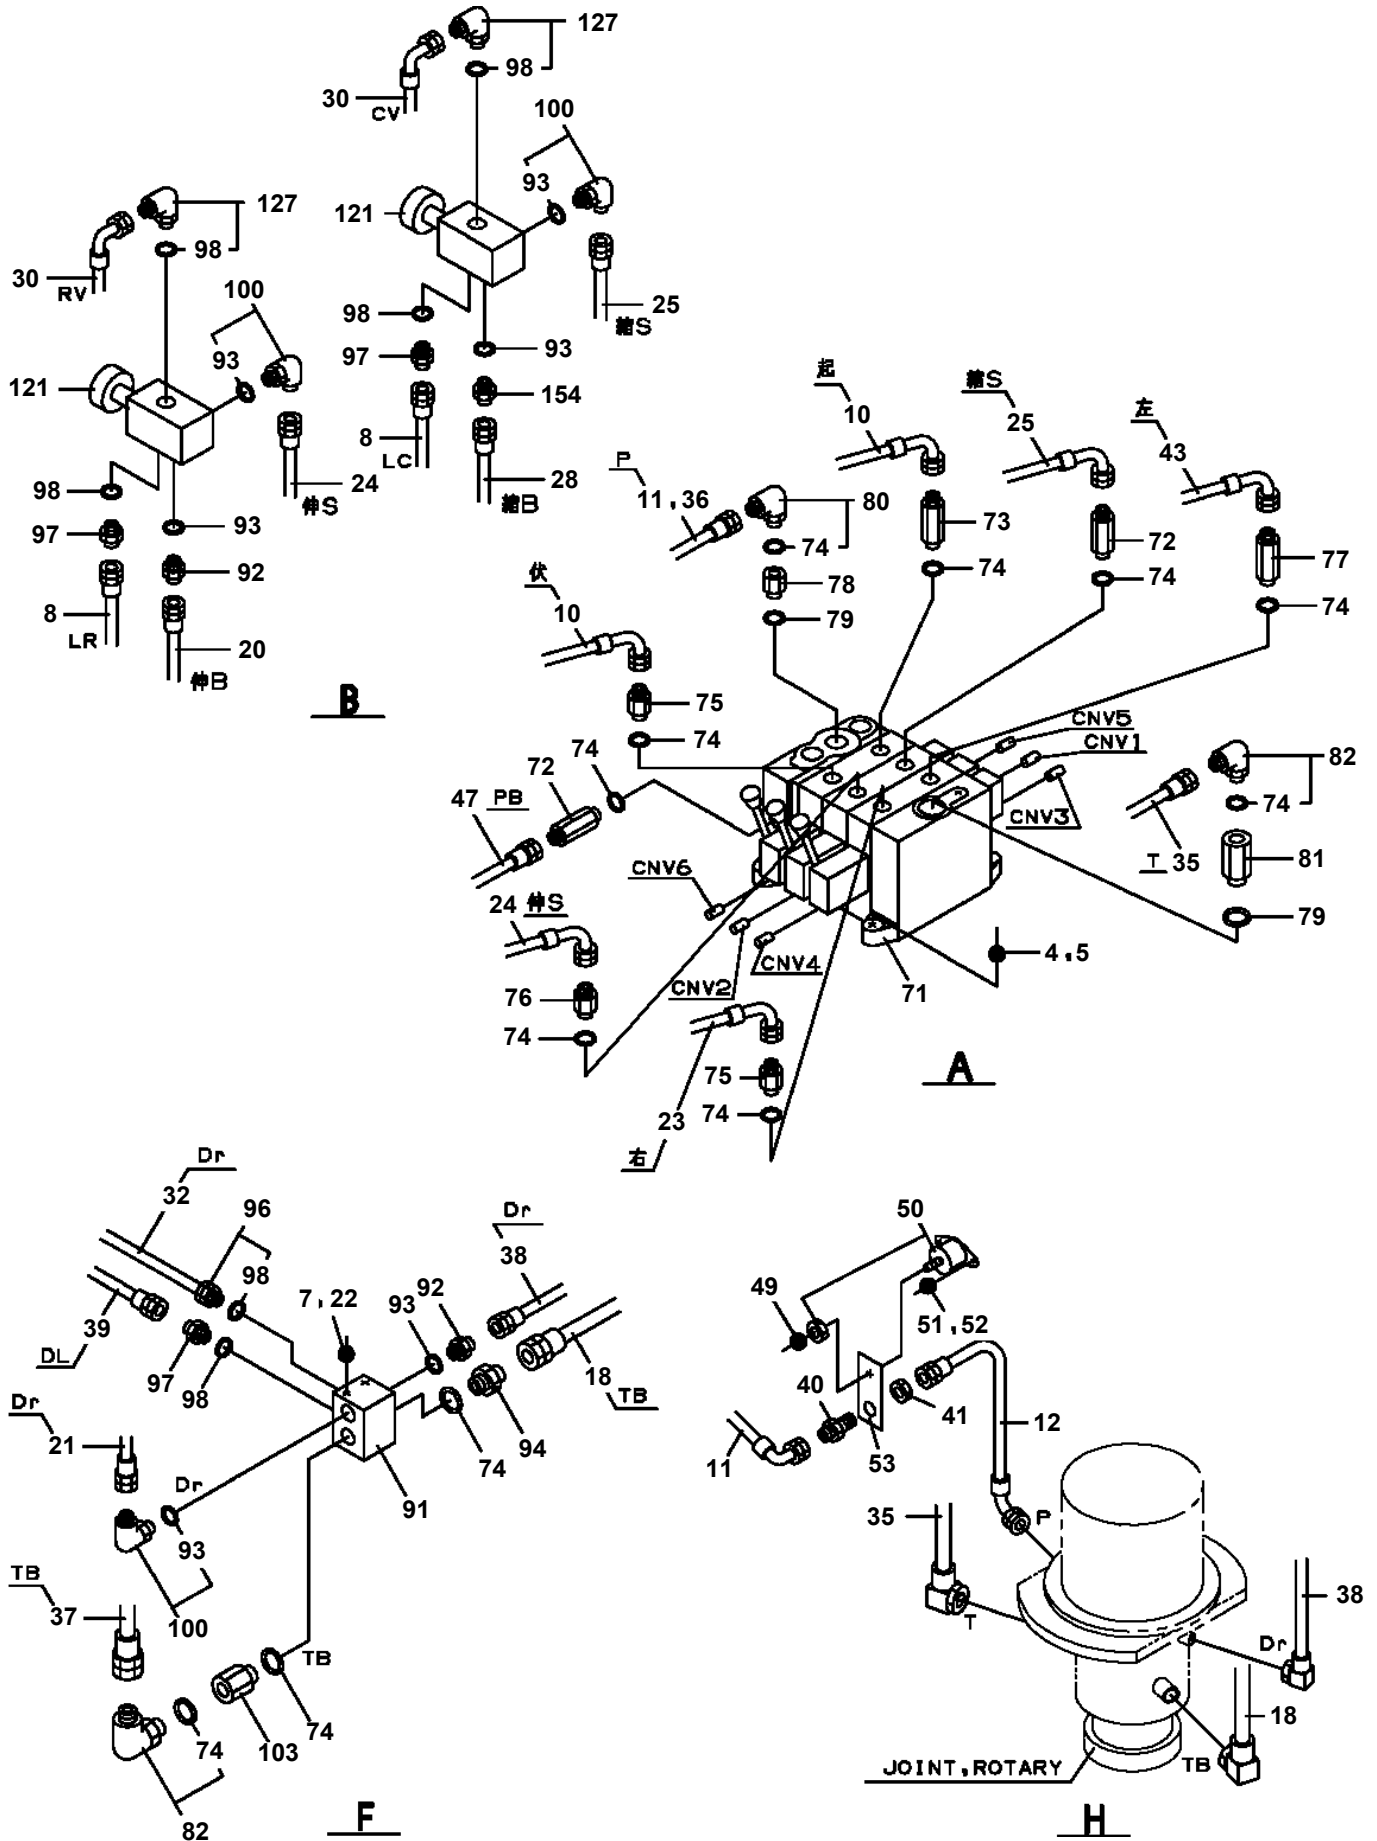 127
98
30
CV
100
93
121
98
97
93
154
8
LC
28
縮B
25
縮S
127
98
30
RV
100
93
121
98
97
93
92
8
LR
20
伸B
24
伸S
B
起
10
縮S
25
左
43
P
11,36
80
74
78
79
73
74
72
74
77
74
伏
10
75
74
74
72
47
PB
CNV5
CNV1
CNV3
82
74
T
35
81
79
CNV6
24
伸S
76
74
CNV2
CNV4
71
4,5
75
74
23
右
A
Dr
32
96
98
39
DL
97
98
7,22
93
92
Dr
38
18
TB
94
74
91
Dr
21
Dr
93
100
TB
37
TB
74
103
74
82
F
50
49
51,52
40
41
12
11
53
35
P
T
38
Dr
18
TB
JOINT,ROTARY
H